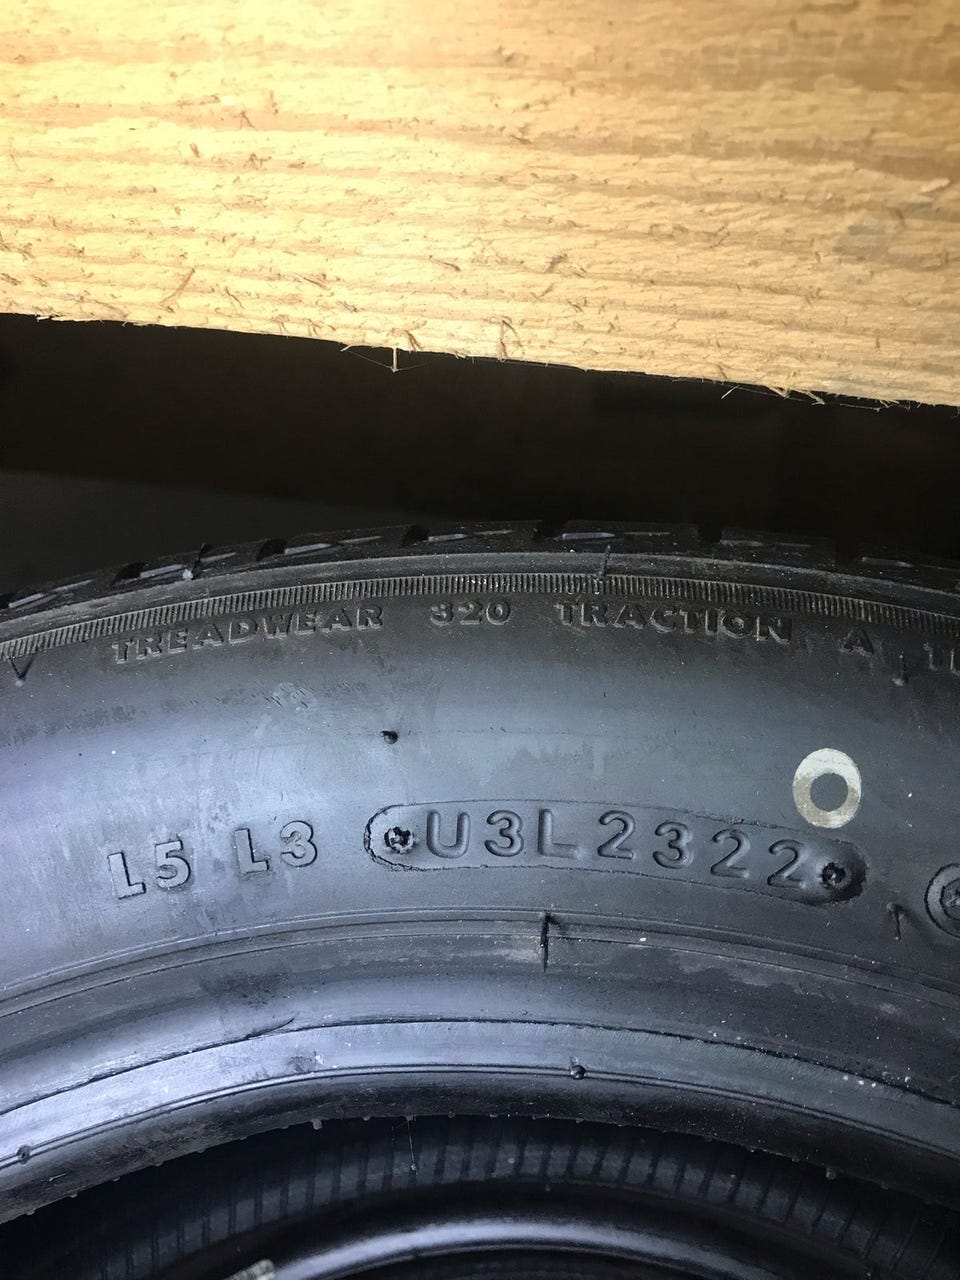 TREADWEAR 320 TRACTION A
L5 L3 U3L2322